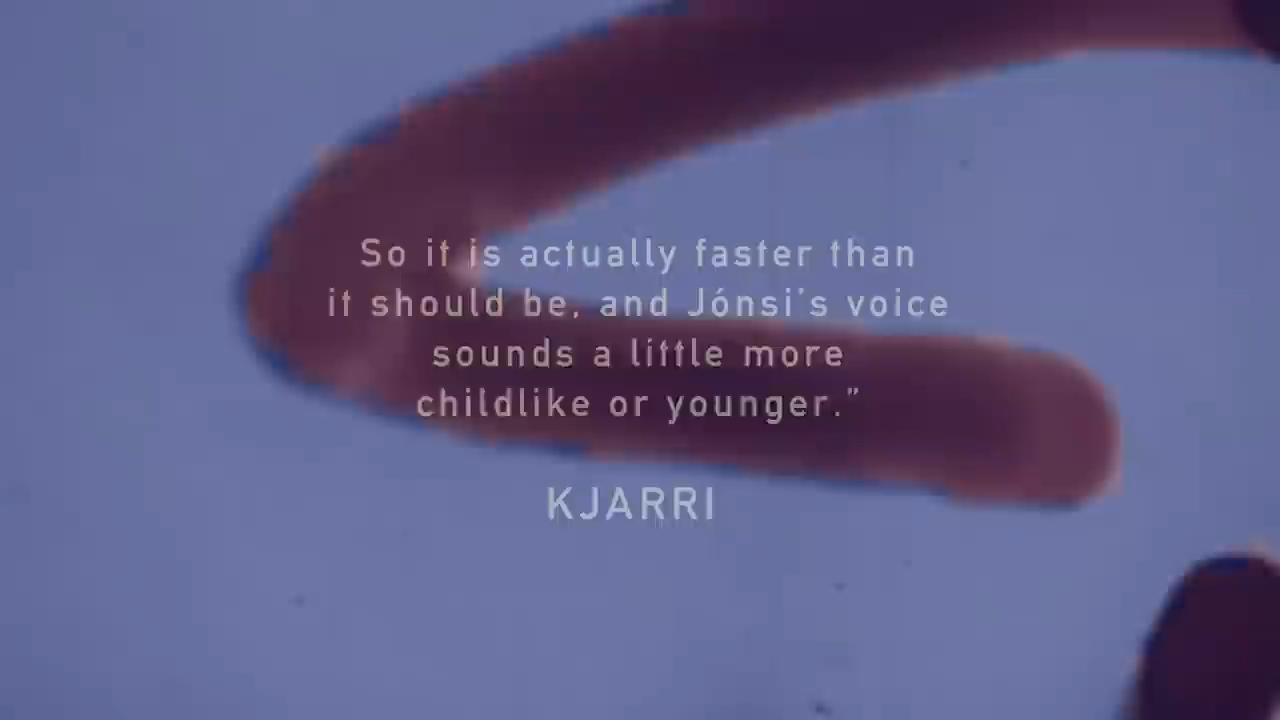 So it is actually faster than
it should be, and Jónsi's voice
sounds a little more
childlike or younger.”
KJARRI